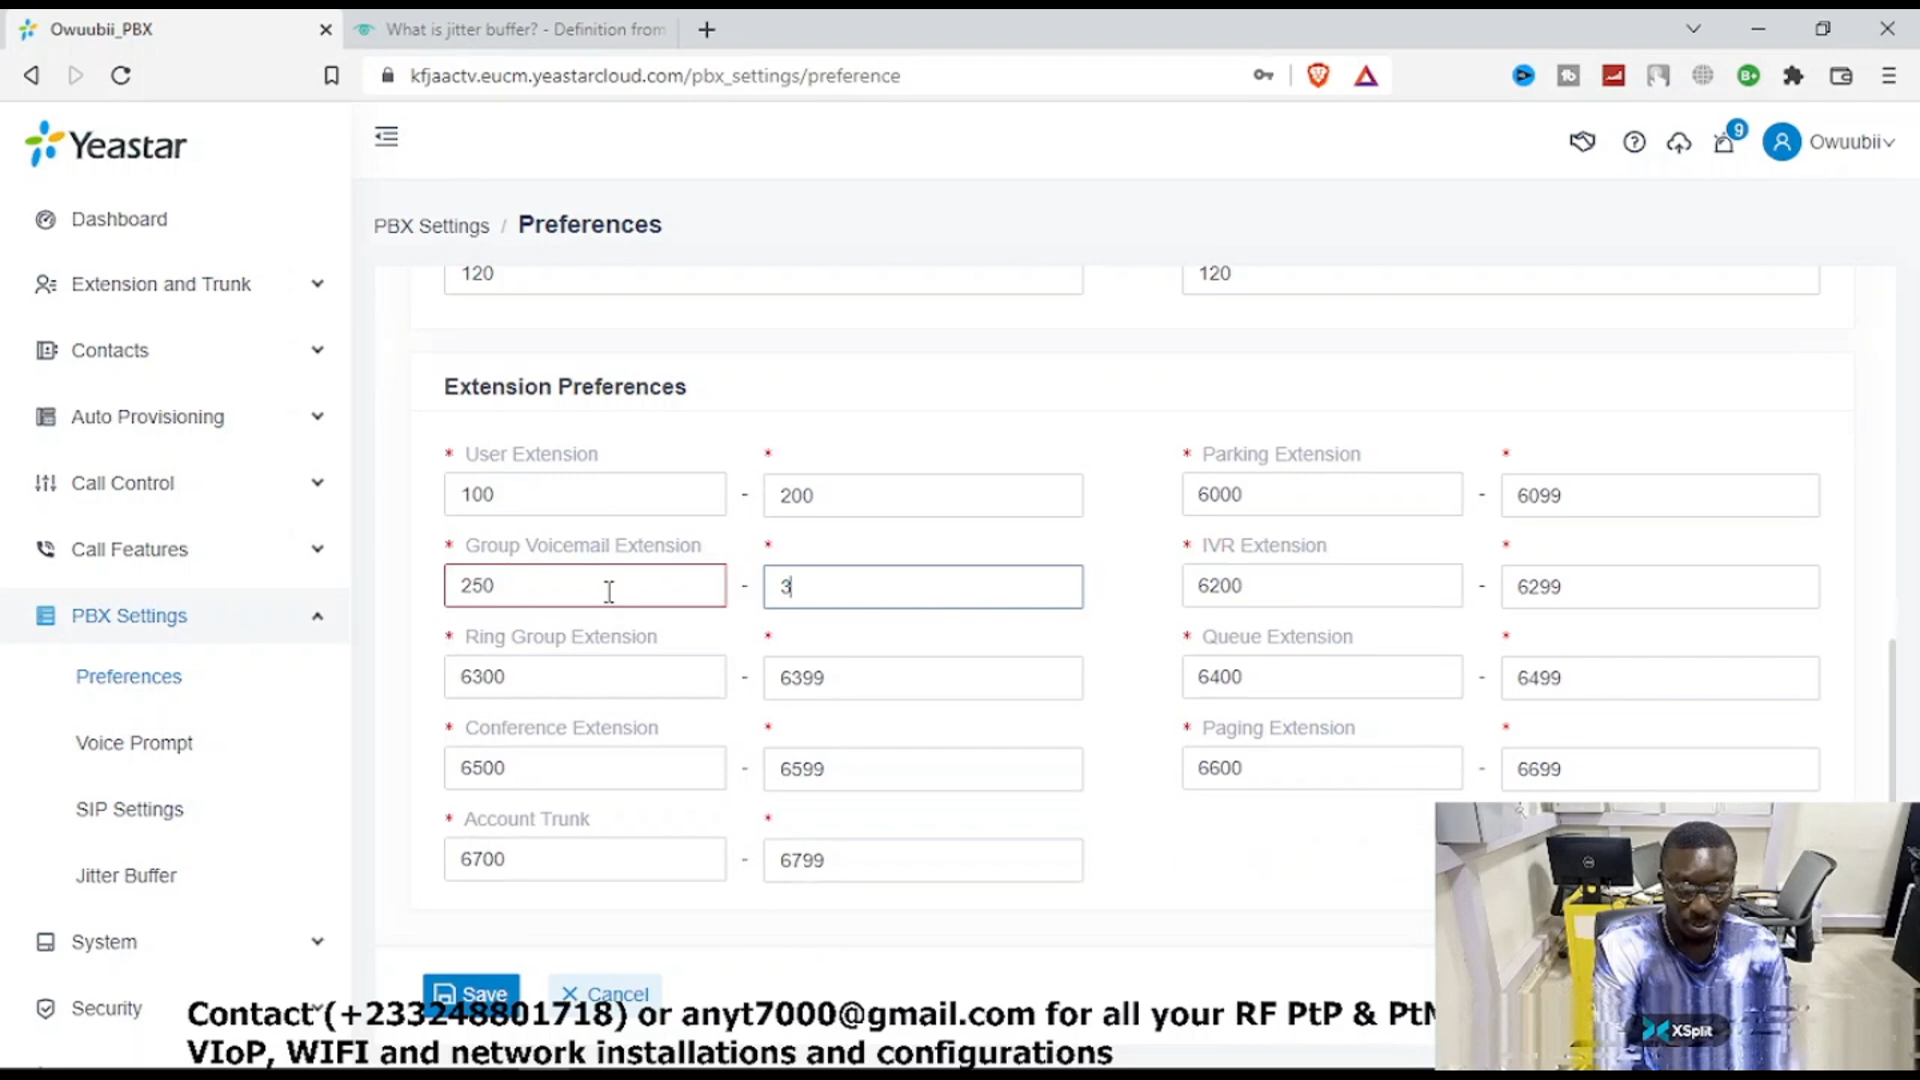 Owuubii_PBX
What is jitter buffer? - Definition from
kfjaactv.eucm.yeastarcloud.com/pbx_settings/preference
Yeastar
9
Owuubii
Dashboard
Extension and Trunk
Contacts
Auto Provisioning
Call Control
Call Features
PBX Settings
Preferences
Voice Prompt
SIP Settings
Jitter Buffer
System
Security
PBX Settings / Preferences
120
120
Extension Preferences
* User Extension *
100 - 200
* Parking Extension *
6000 - 6099
* Group Voicemail Extension *
250 - 3
* IVR Extension *
6200 - 6299
* Ring Group Extension *
6300 - 6399
* Queue Extension *
6400 - 6499
* Conference Extension *
6500 - 6599
* Paging Extension *
6600 - 6699
* Account Trunk *
6700 - 6799
Save
Cancel
Contact (+233248801718) or anyt7000@gmail.com for all your RF PtP &
VIoP, WIFI and network installations and configurations
XSplit